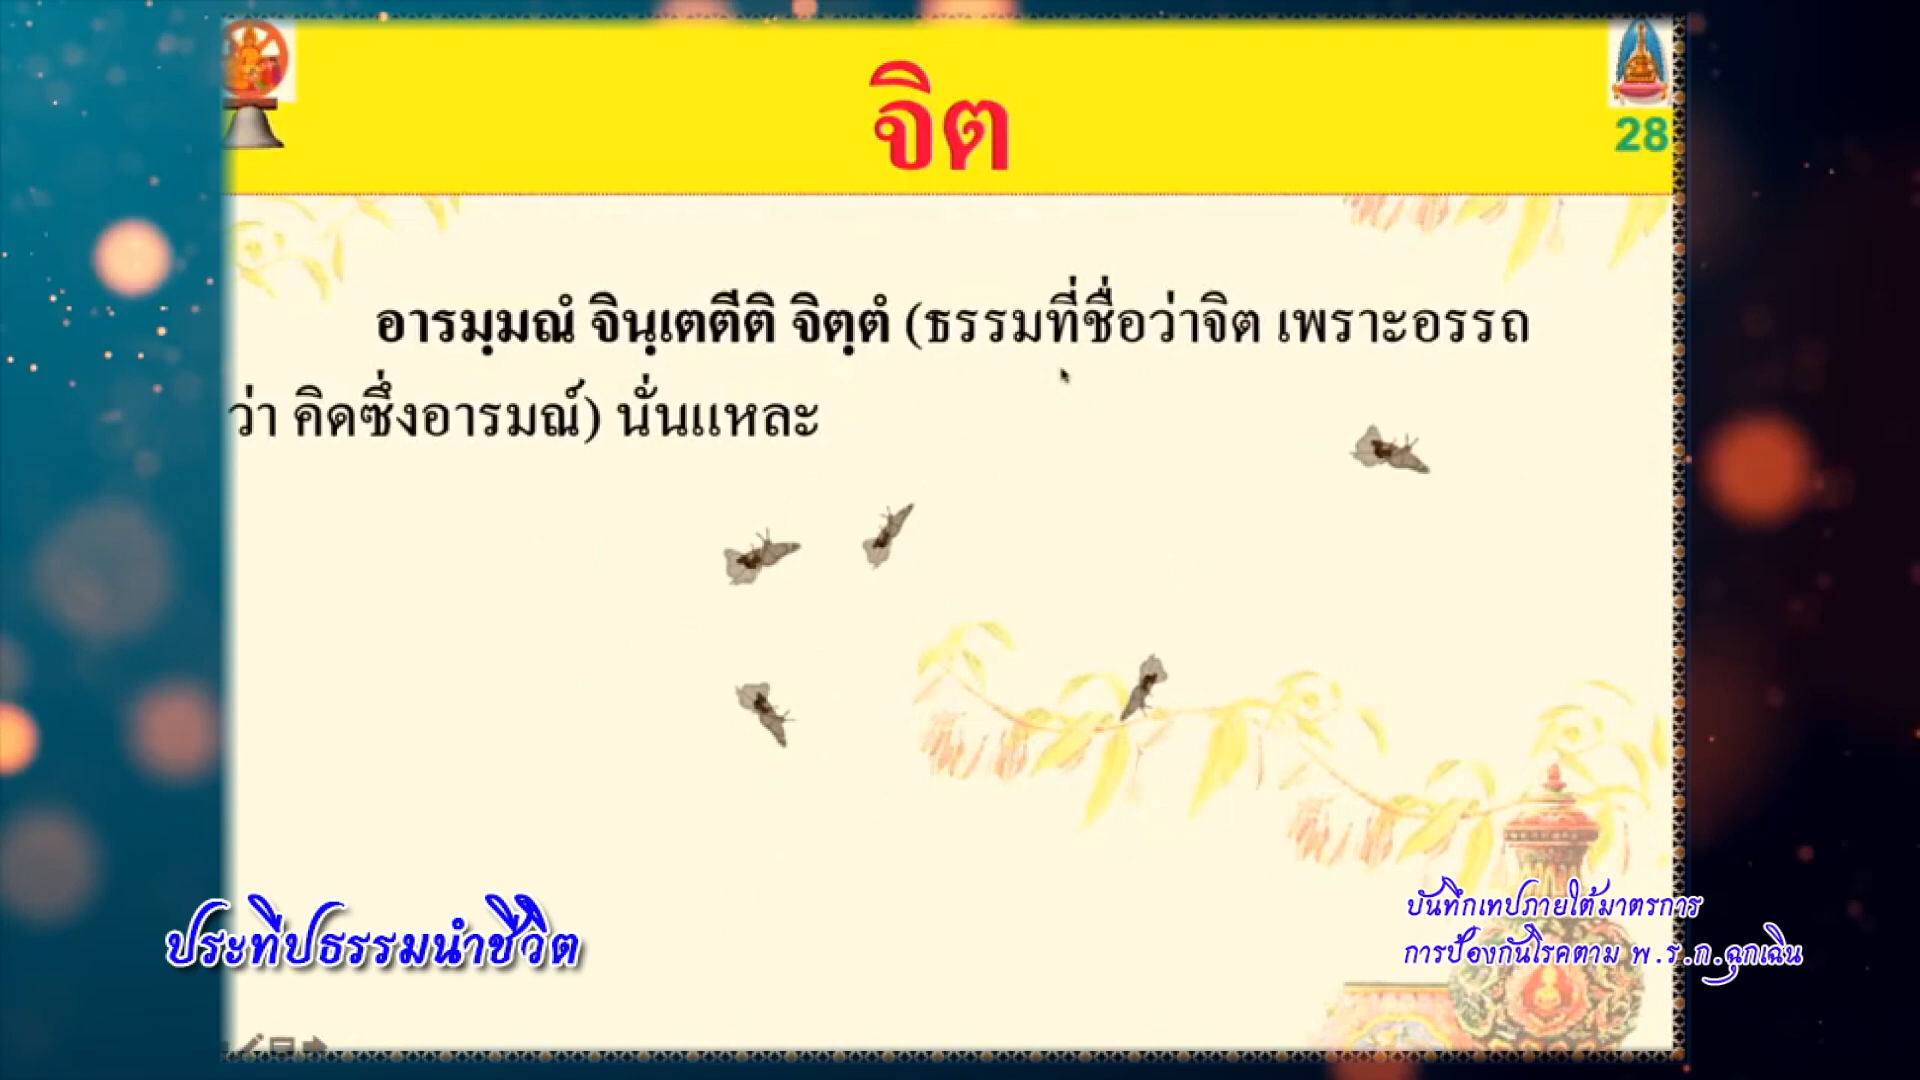 จิต
28
อารมฺมณํ จินฺเตตีติ จิตฺตํ (ธรรมที่ชื่อว่าจิต เพราะอรรถ
ว่า คิดซึ่งอารมณ์) นั่นแหละ
ประทีปธรรมนำชีวิต
บันทึกเทปภายใต้มาตรการ
การป้องกันโรคตาม พ.ร.ก.ฉุกเฉิน